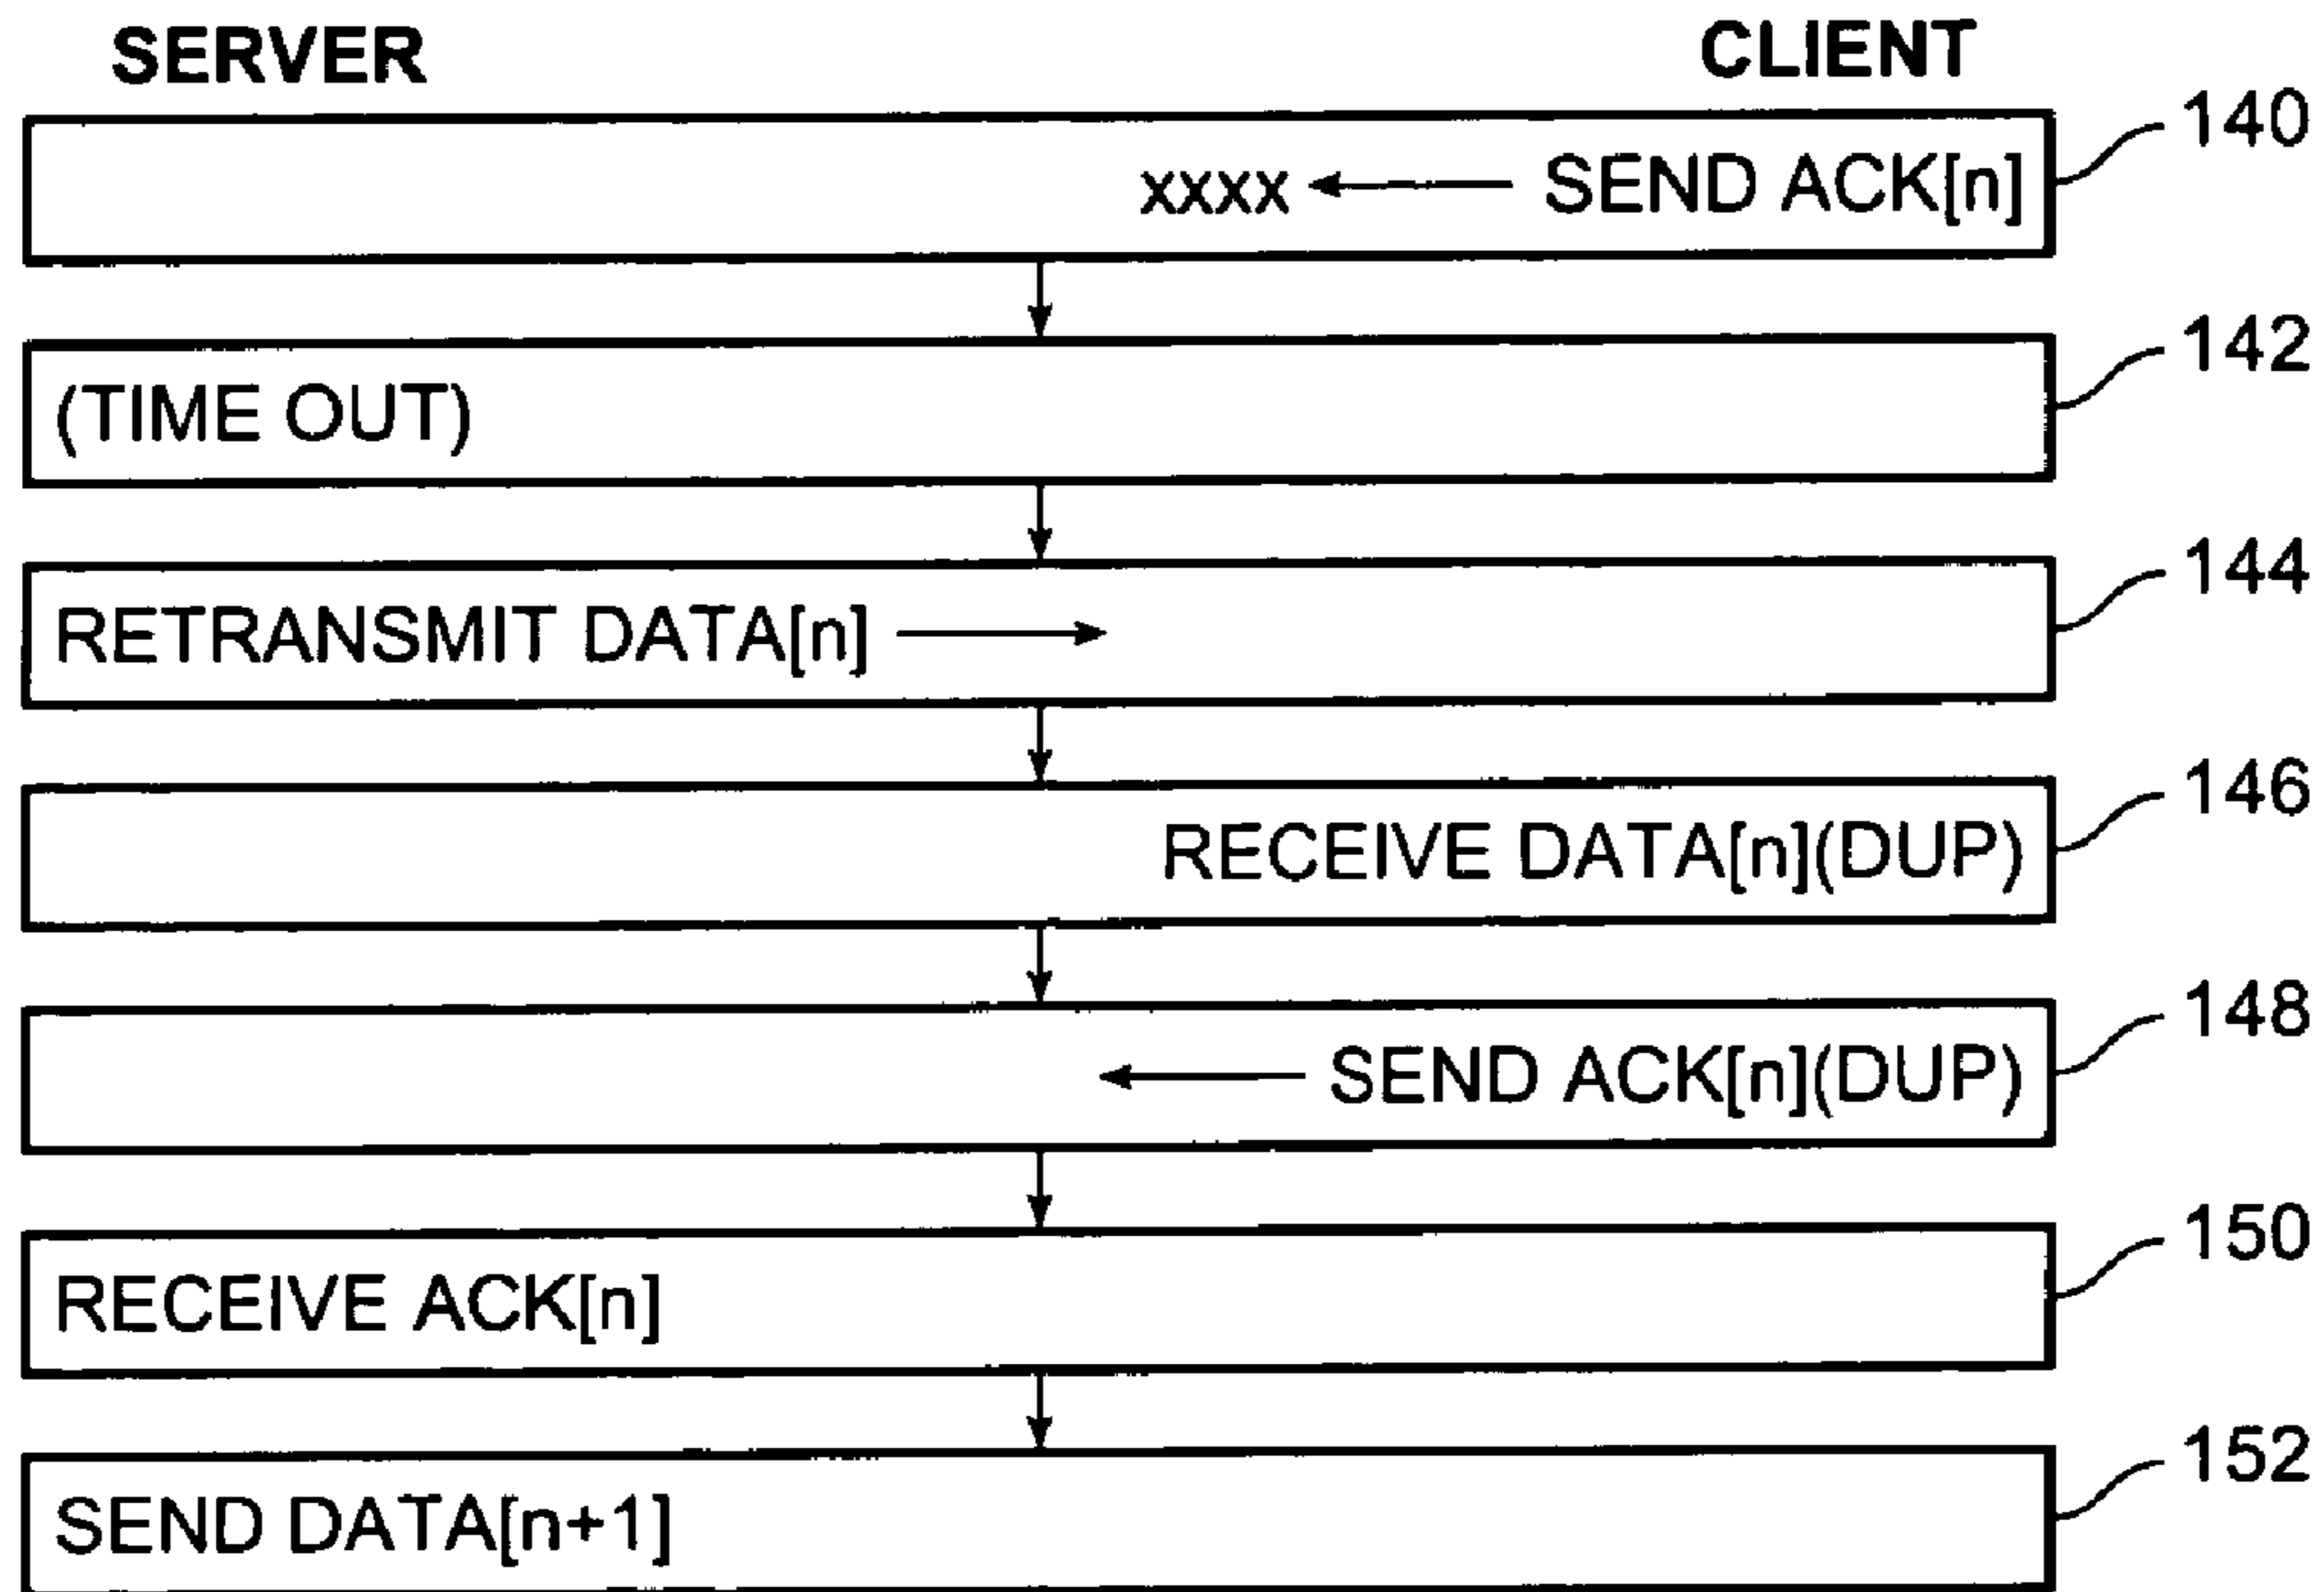 SERVER CLIENT
140
xxxx SEND ACK[n]
142
(TIME OUT)
144
RETRANSMIT DATA[n]
146
RECEIVE DATA[n](DUP)
148
SEND ACK[n](DUP)
150
RECEIVE ACK[n]
152
SEND DATA[n+1]